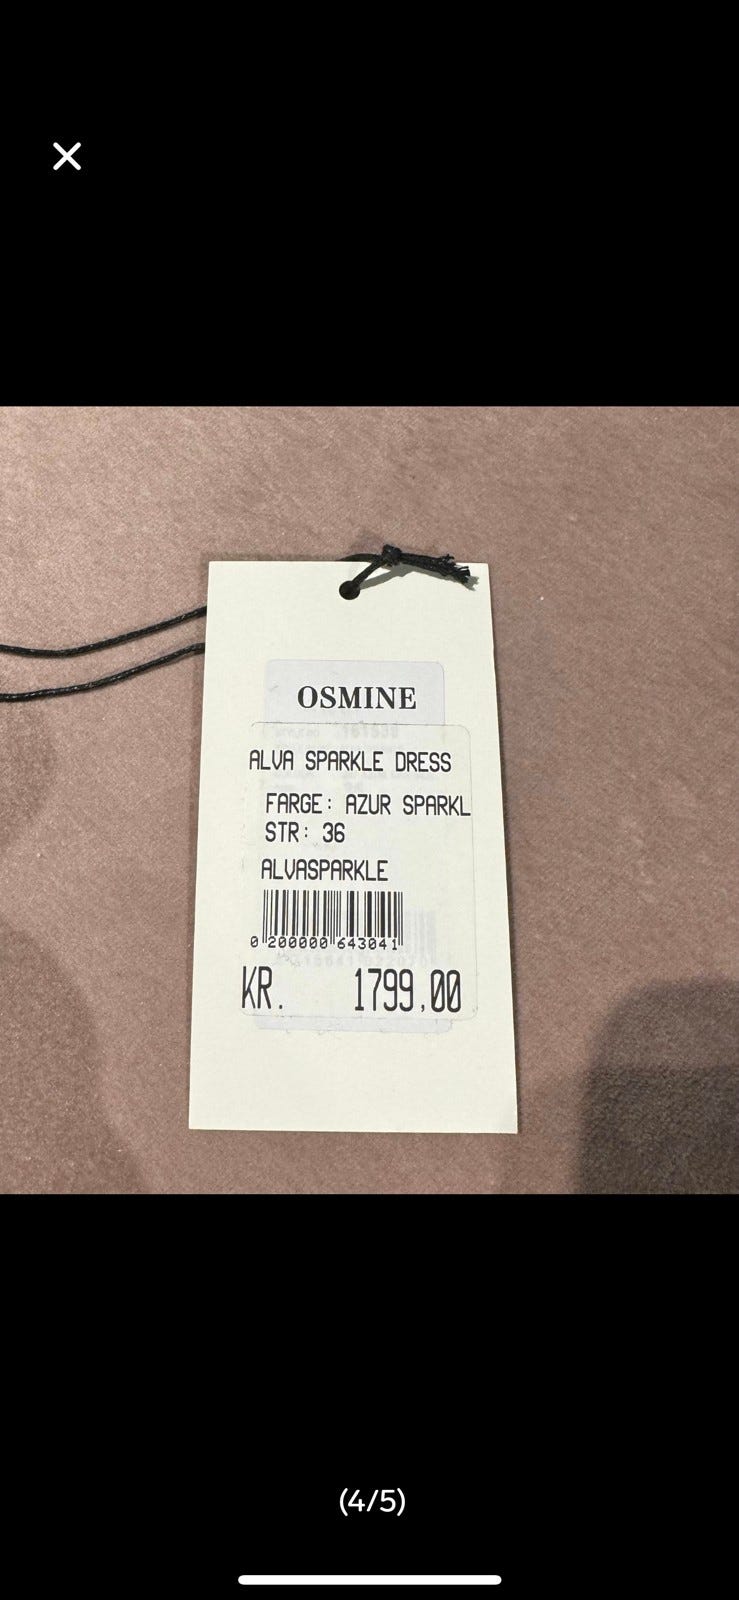 OSMINE
ALVA SPARKLE DRESS
FARGE: AZUR SPARKL
STR: 36
ALVASPARKLE
0 200000 643041
KR. 1799,00
(4/5)